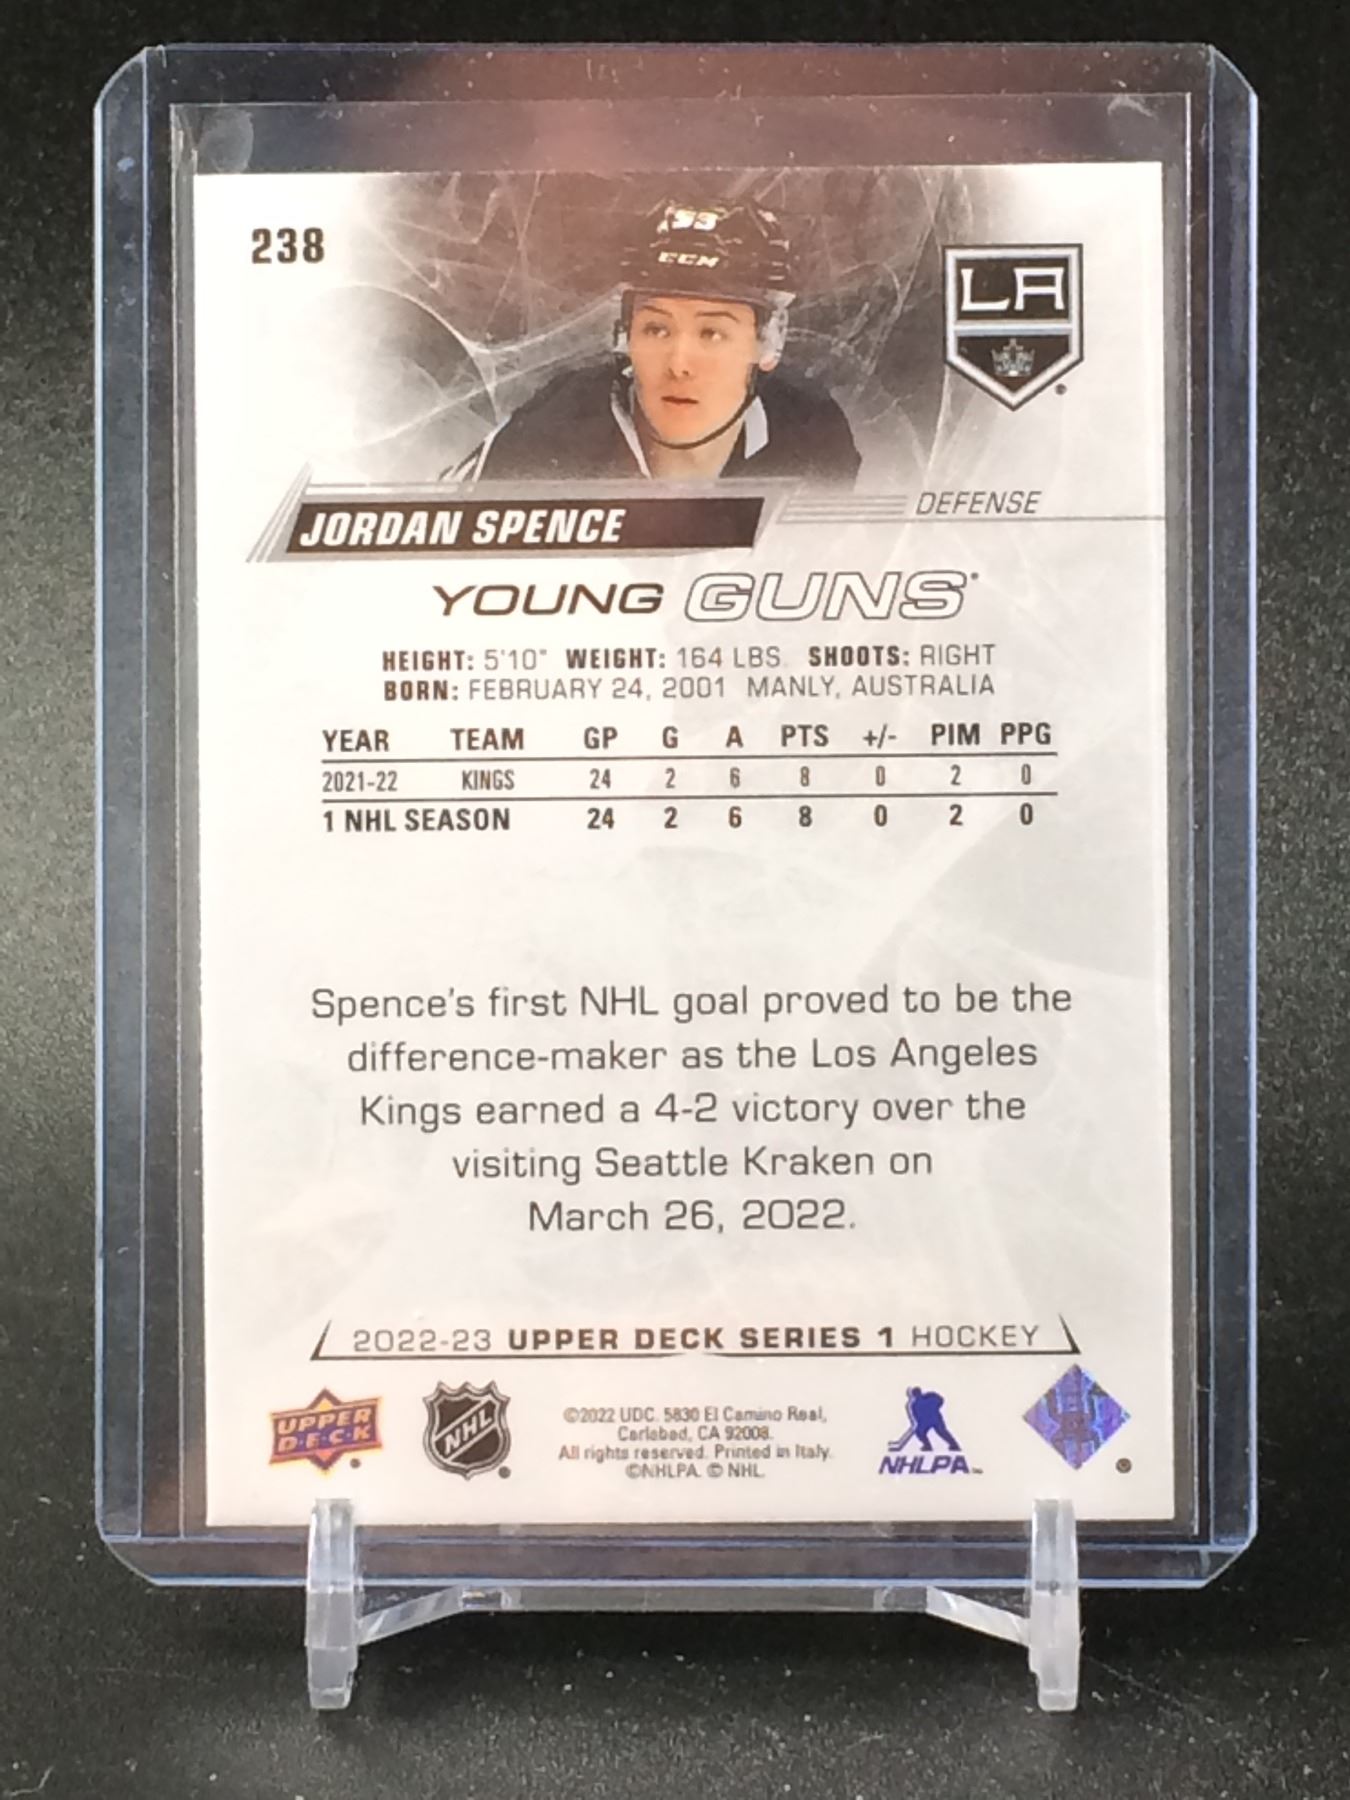 238
53
CCM
LA
JORDAN SPENCE
DEFENSE
YOUNG GUNS
HEIGHT: 5'10" WEIGHT: 164 LBS. SHOOTS: RIGHT
BORN: FEBRUARY 24, 2001 MANLY, AUSTRALIA
YEAR TEAM GP G A PTS +/- PIM PPG
2021-22 KINGS 24 2 6 8 0 2 0
1 NHL SEASON 24 2 6 8 0 2 0
Spence's first NHL goal proved to be the
difference-maker as the Los Angeles
Kings earned a 4-2 victory over the
visiting Seattle Kraken on
March 26, 2022.
2022-23 UPPER DECK SERIES 1 HOCKEY
UPPER
D·E·C·K
NHL
©2022 UDC. 5830 El Camino Real,
Carlsbad, CA 92008.
All rights reserved. Printed in Italy.
©NHLPA. © NHL.
NHLPA™